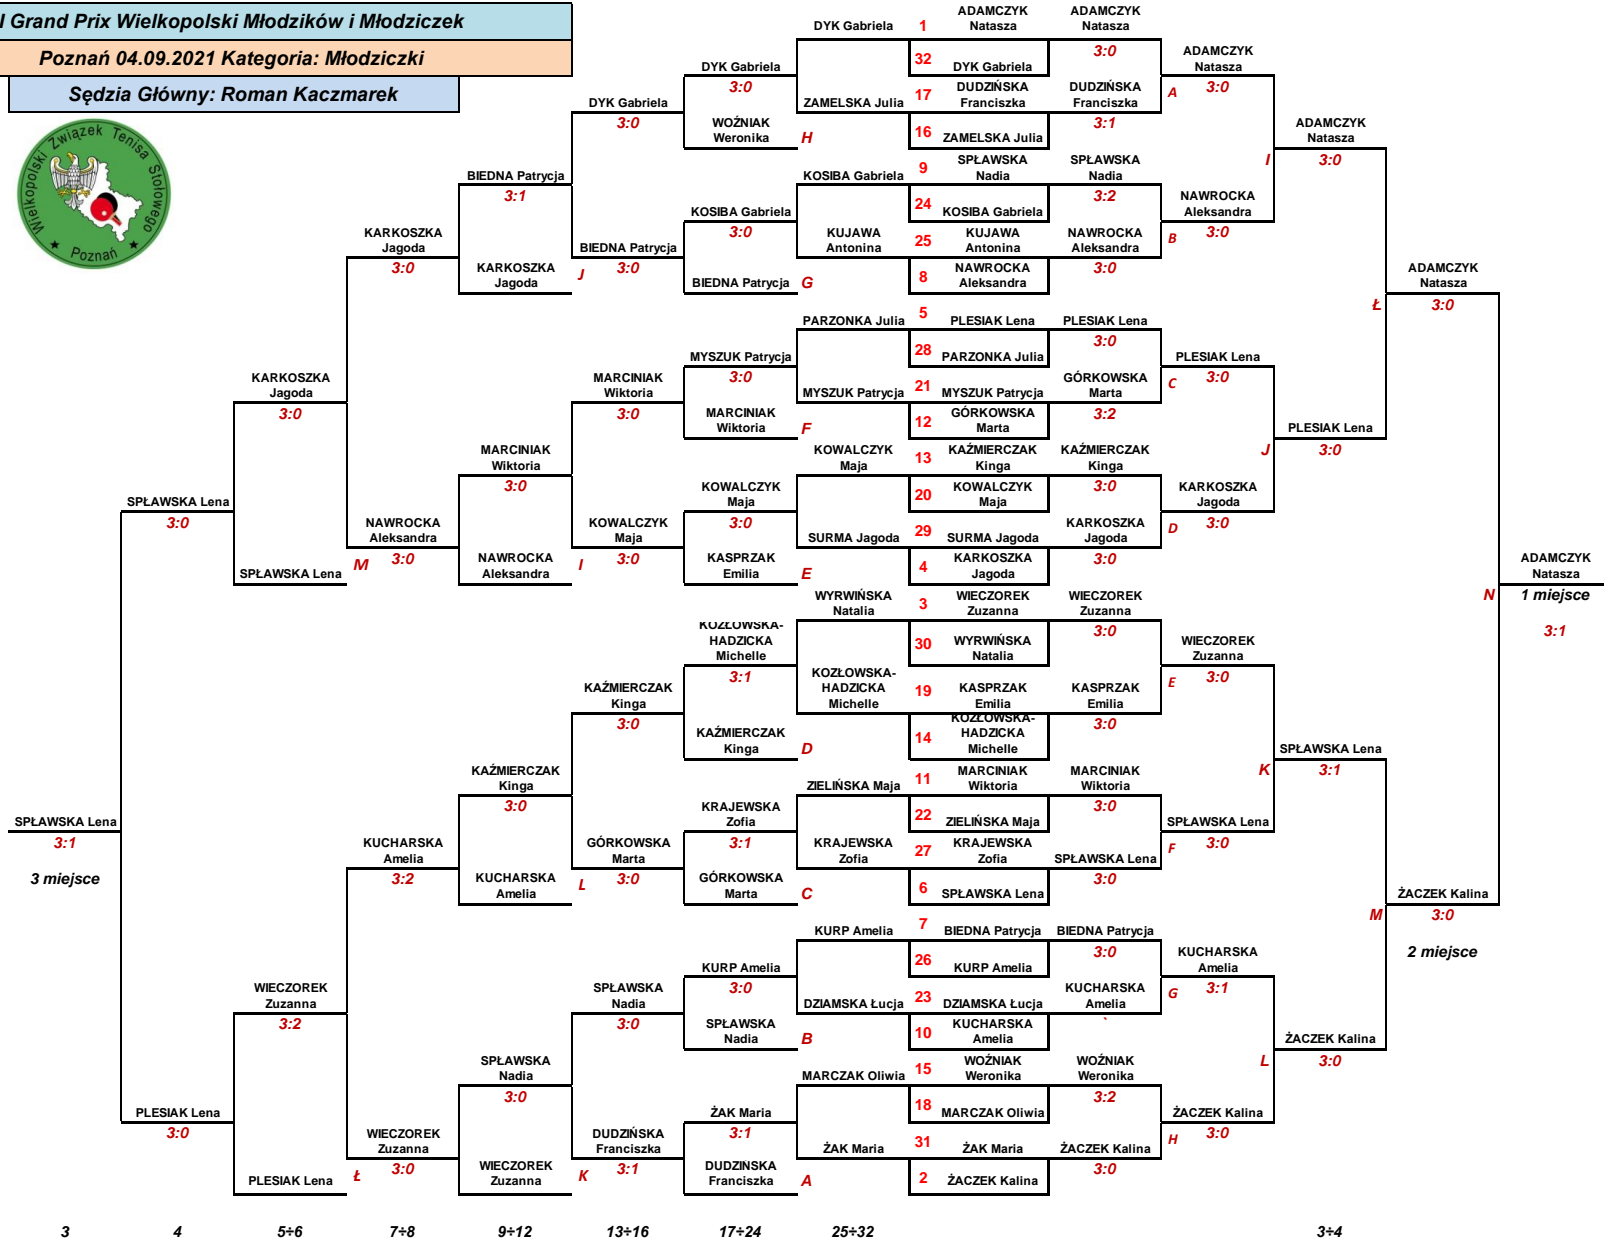 I Grand Prix Wielkopolski Młodzików i Młodziczek
Poznań 04.09.2021 Kategoria: Młodziczki
Sędzia Główny: Roman Kaczmarek
Wielkopolski Związek Tenisa Stołowego
★ Poznań ★
SPŁAWSKA Lena
3:1
3 miejsce
SPŁAWSKA Lena
3:0
PLESIAK Lena
3:0
KARKOSZKA
Jagoda
3:0
SPŁAWSKA Lena
M
WIECZOREK
Zuzanna
3:2
PLESIAK Lena
Ł
KARKOSZKA
Jagoda
3:0
NAWROCKA
Aleksandra
3:0
KUCHARSKA
Amelia
3:2
WIECZOREK
Zuzanna
3:0
BIEDNA Patrycja
3:1
KARKOSZKA
Jagoda
J
MARCINIAK
Wiktoria
3:0
NAWROCKA
Aleksandra
I
KAŹMIERCZAK
Kinga
3:0
KUCHARSKA
Amelia
L
SPŁAWSKA
Nadia
3:0
WIECZOREK
Zuzanna
K
DYK Gabriela
3:0
BIEDNA Patrycja
3:0
MARCINIAK
Wiktoria
3:0
KOWALCZYK
Maja
3:0
KAŹMIERCZAK
Kinga
3:0
GÓRKOWSKA
Marta
3:0
SPŁAWSKA
Nadia
3:0
DUDZIŃSKA
Franciszka
3:1
DYK Gabriela
3:0
WOŹNIAK
Weronika
H
KOSIBA Gabriela
3:0
BIEDNA Patrycja
G
MYSZUK Patrycja
3:0
MARCINIAK
Wiktoria
F
KOWALCZYK
Maja
3:0
KASPRZAK
Emilia
E
KOZŁOWSKA-
HADZICKA
Michelle
3:1
KAŹMIERCZAK
Kinga
D
KRAJEWSKA
Zofia
3:1
GÓRKOWSKA
Marta
C
KURP Amelia
3:0
SPŁAWSKA
Nadia
B
ŻAK Maria
3:1
DUDZIŃSKA
Franciszka
A
DYK Gabriela
ZAMELSKA Julia
KOSIBA Gabriela
KUJAWA
Antonina
PARZONKA Julia
MYSZUK Patrycja
KOWALCZYK
Maja
SURMA Jagoda
WYRWIŃSKA
Natalia
KOZŁOWSKA-
HADZICKA
Michelle
ZIELIŃSKA Maja
KRAJEWSKA
Zofia
KURP Amelia
DZIAMSKA Łucja
MARCZAK Oliwia
ŻAK Maria
1 ADAMCZYK
Natasza
32 DYK Gabriela
17 DUDZIŃSKA
Franciszka
16 ZAMELSKA Julia
9 SPŁAWSKA
Nadia
24 KOSIBA Gabriela
25 KUJAWA
Antonina
8 NAWROCKA
Aleksandra
5 PLESIAK Lena
28 PARZONKA Julia
21 MYSZUK Patrycja
12 GÓRKOWSKA
Marta
13 KAŹMIERCZAK
Kinga
20 KOWALCZYK
Maja
29 SURMA Jagoda
4 KARKOSZKA
Jagoda
3 WIECZOREK
Zuzanna
30 WYRWIŃSKA
Natalia
19 KASPRZAK
Emilia
14 KOZŁOWSKA-
HADZICKA
Michelle
11 MARCINIAK
Wiktoria
22 ZIELIŃSKA Maja
27 KRAJEWSKA
Zofia
6 SPŁAWSKA Lena
7 BIEDNA Patrycja
26 KURP Amelia
23 DZIAMSKA Łucja
10 KUCHARSKA
Amelia
15 WOŹNIAK
Weronika
18 MARCZAK Oliwia
31 ŻAK Maria
2 ŻACZEK Kalina
ADAMCZYK
Natasza
3:0
DUDZIŃSKA
Franciszka
3:1
SPŁAWSKA
Nadia
3:2
NAWROCKA
Aleksandra
3:0
PLESIAK Lena
3:0
GÓRKOWSKA
Marta
3:2
KAŹMIERCZAK
Kinga
3:0
KARKOSZKA
Jagoda
3:0
WIECZOREK
Zuzanna
3:0
KASPRZAK
Emilia
3:0
MARCINIAK
Wiktoria
3:0
SPŁAWSKA Lena
3:0
BIEDNA Patrycja
3:0
KUCHARSKA
Amelia
`
WOŹNIAK
Weronika
3:2
ŻACZEK Kalina
3:0
ADAMCZYK
Natasza
A 3:0
NAWROCKA
Aleksandra
B 3:0
PLESIAK Lena
C 3:0
KARKOSZKA
Jagoda
D 3:0
WIECZOREK
Zuzanna
E 3:0
SPŁAWSKA Lena
F 3:0
KUCHARSKA
Amelia
G 3:1
ŻACZEK Kalina
H 3:0
ADAMCZYK
Natasza
I 3:0
PLESIAK Lena
J 3:0
SPŁAWSKA Lena
K 3:1
ŻACZEK Kalina
L 3:0
ADAMCZYK
Natasza
Ł 3:0
ŻACZEK Kalina
M 3:0
2 miejsce
ADAMCZYK
Natasza
N 1 miejsce
3:1
3 4 5÷6 7÷8 9÷12 13÷16 17÷24 25÷32 3÷4